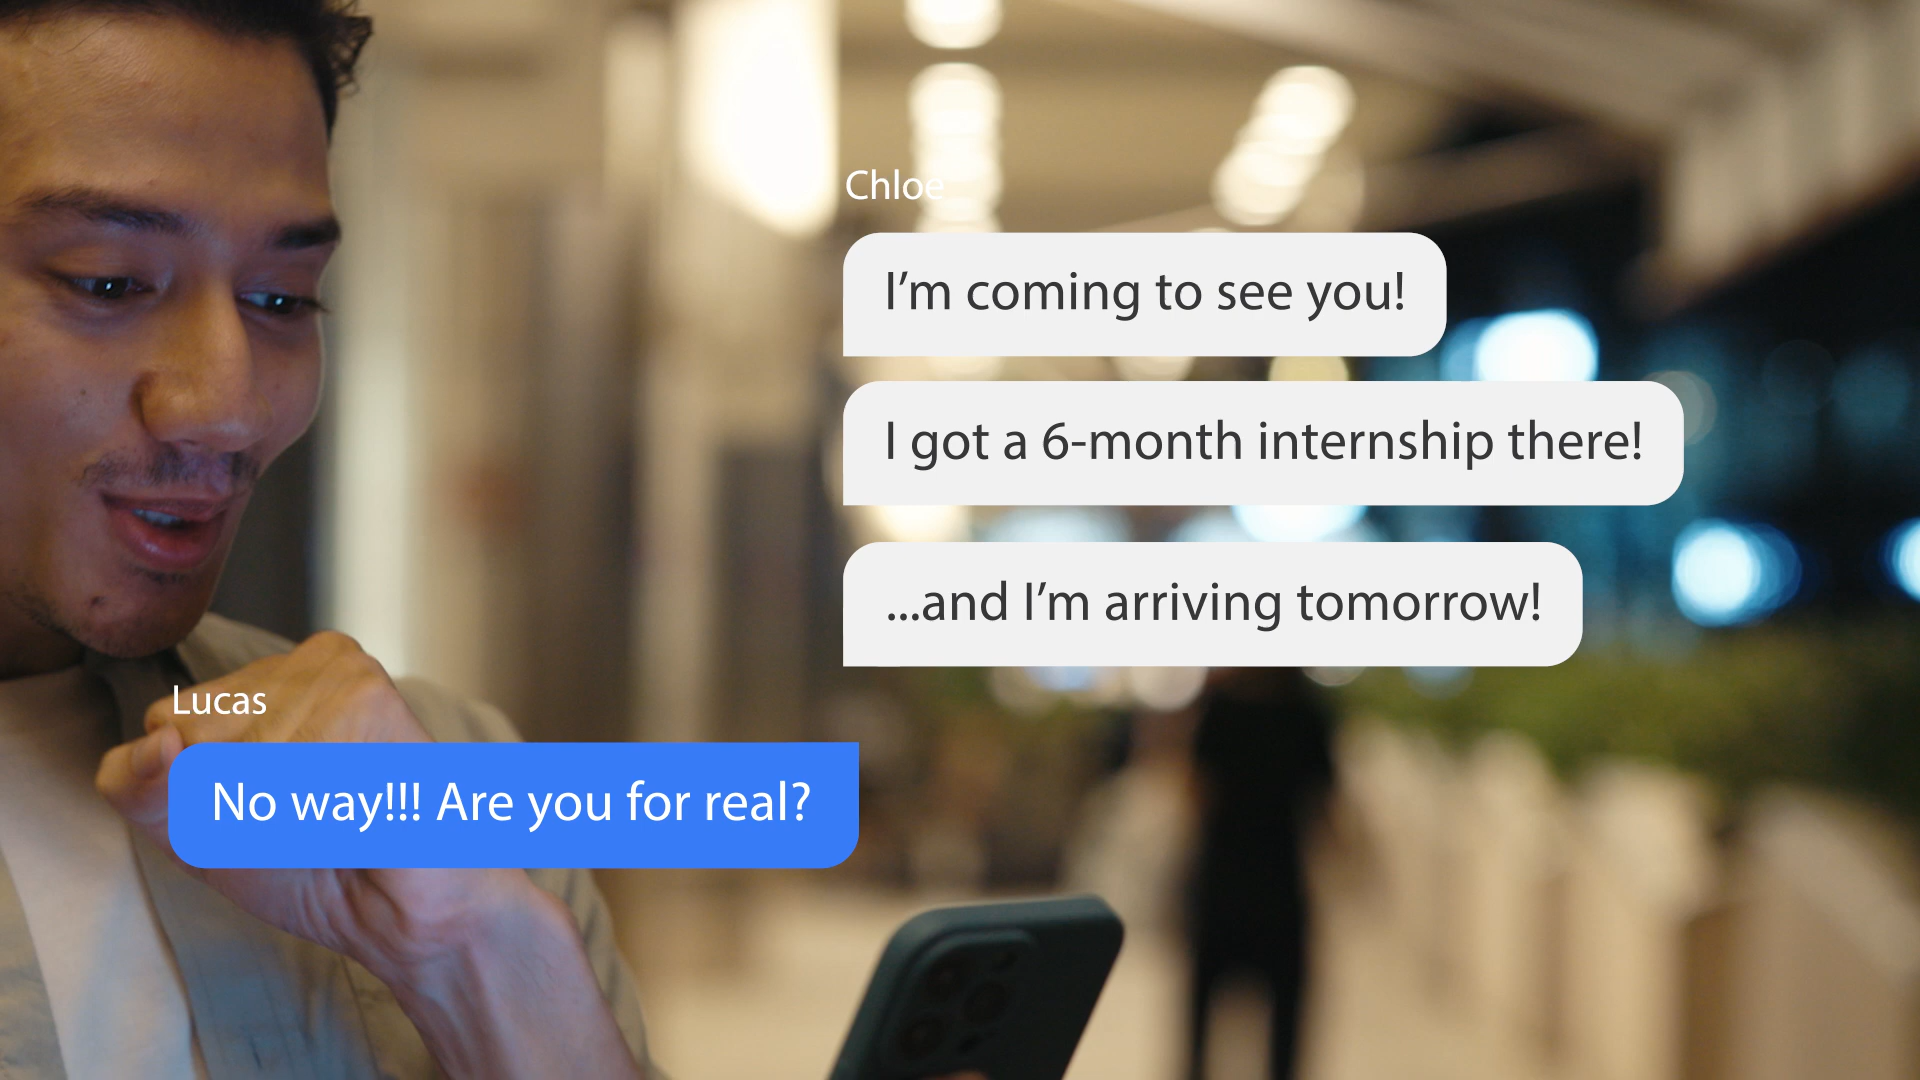 Chloe
I’m coming to see you!
I got a 6-month internship there!
...and I’m arriving tomorrow!
Lucas
No way!!! Are you for real?